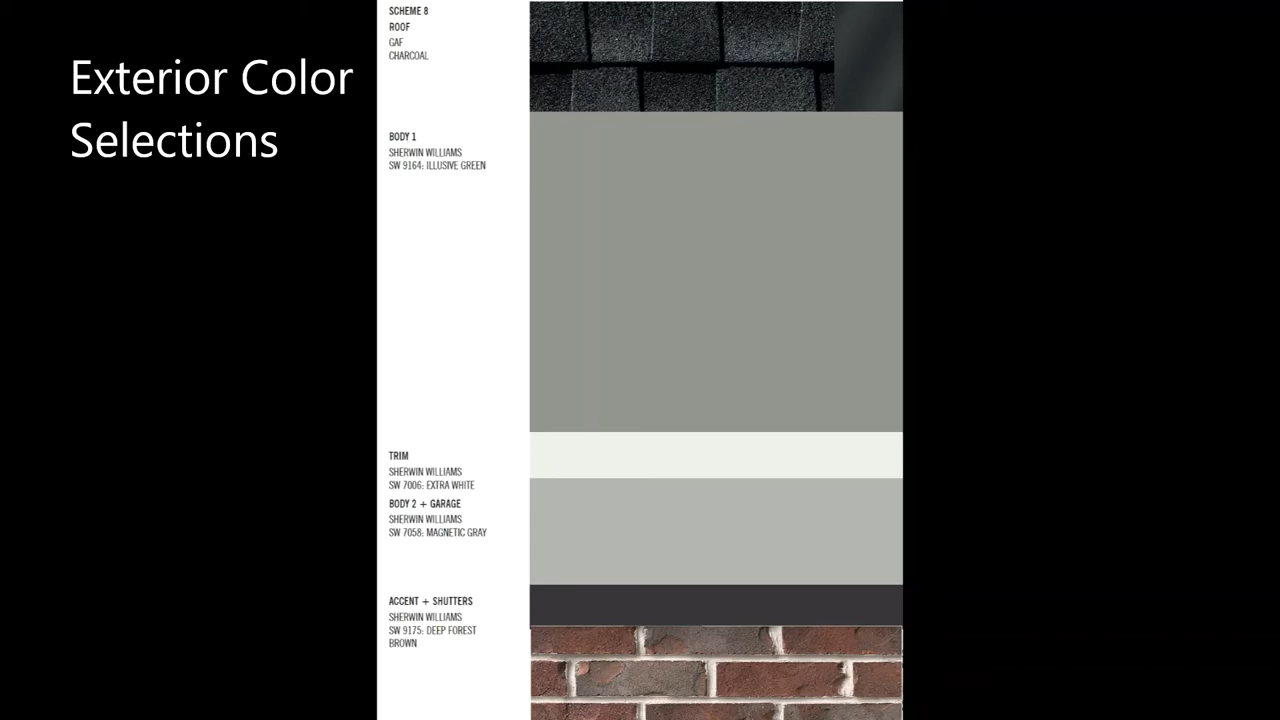 Exterior Color
Selections
SCHEME 8
ROOF
GAF
CHARCOAL
BODY 1
SHERWIN WILLIAMS
SW 9164: ILLUSIVE GREEN
TRIM
SHERWIN WILLIAMS
SW 7006: EXTRA WHITE
BODY 2 + GARAGE
SHERWIN WILLIAMS
SW 7058: MAGNETIC GRAY
ACCENT + SHUTTERS
SHERWIN WILLIAMS
SW 9175: DEEP FOREST
BROWN